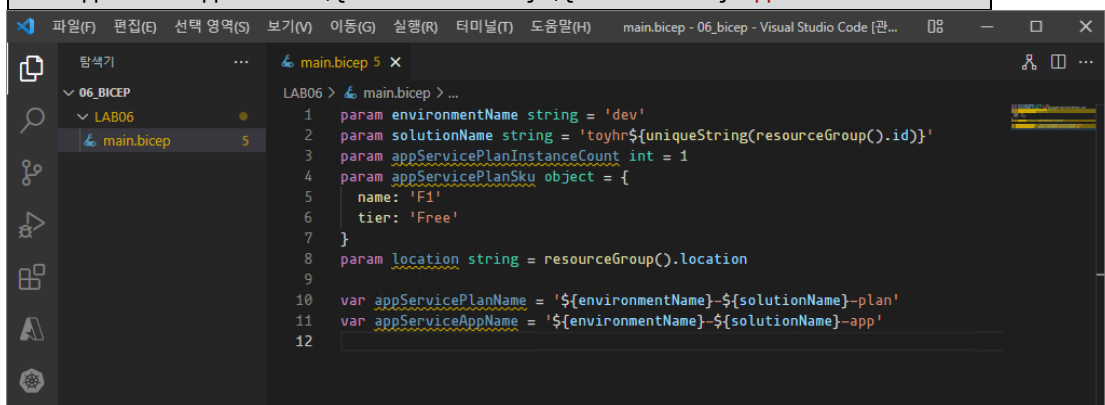 파일(F) 편집(E) 선택 영역(S) 보기(V) 이동(G) 실행(R) 터미널(T) 도움말(H) main.bicep - 06_bicep - Visual Studio Code [관...
탐색기 ...
main.bicep 5
06_BICEP
LAB06
main.bicep 5
LAB06 > main.bicep > ...
1 param environmentName string = 'dev'
2 param solutionName string = 'toyhr${uniqueString(resourceGroup().id)}'
3 param appServicePlanInstanceCount int = 1
4 param appServicePlanSku object = {
5 name: 'F1'
6 tier: 'Free'
7 }
8 param location string = resourceGroup().location
9
10 var appServicePlanName = '${environmentName}-${solutionName}-plan'
11 var appServiceAppName = '${environmentName}-${solutionName}-app'
12